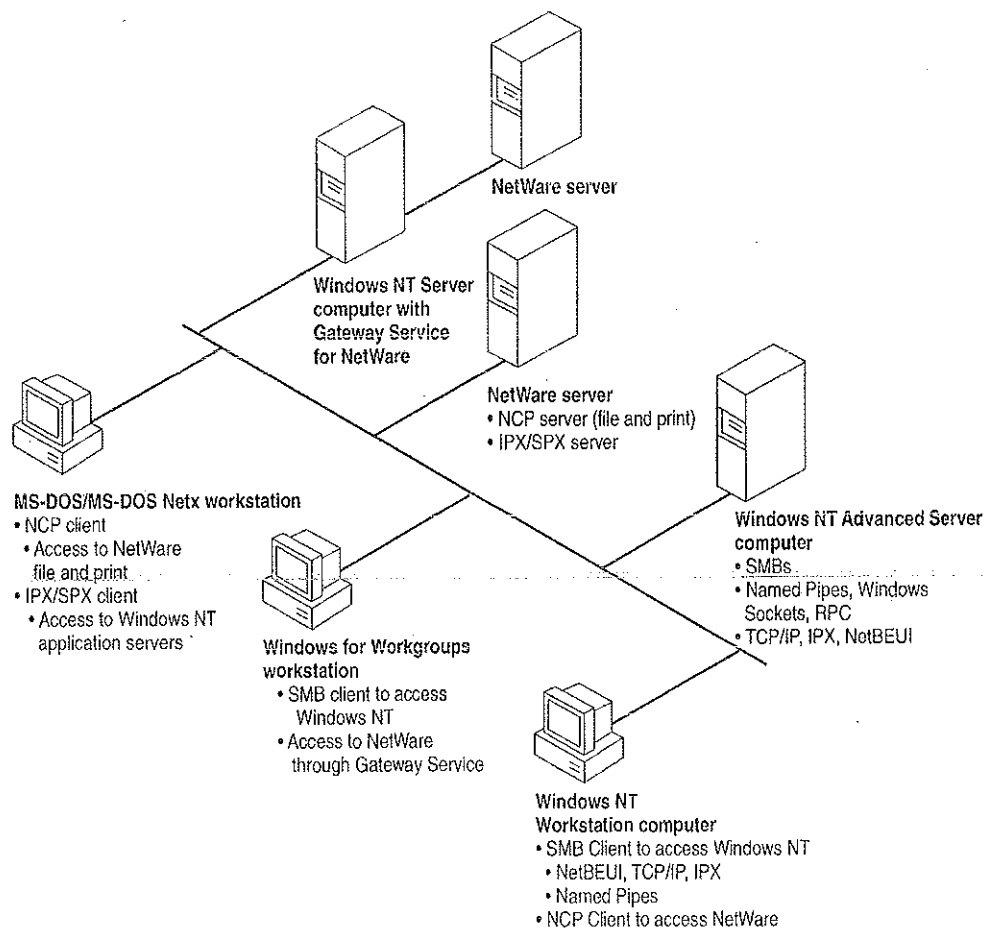 NetWare server
Windows NT Server
computer with
Gateway Service
for NetWare
NetWare server
• NCP server (file and print)
• IPX/SPX server
MS-DOS/MS-DOS Netx workstation
• NCP client
• Access to NetWare
file and print
• IPX/SPX client
• Access to Windows NT
application servers
Windows for Workgroups
workstation
• SMB client to access
Windows NT
• Access to NetWare
through Gateway Service
Windows NT Advanced Server
computer
• SMBs
• Named Pipes, Windows
Sockets, RPC
• TCP/IP, IPX, NetBEUI
Windows NT
Workstation computer
• SMB Client to access Windows NT
• NetBEUI, TCP/IP, IPX
• Named Pipes
• NCP Client to access NetWare